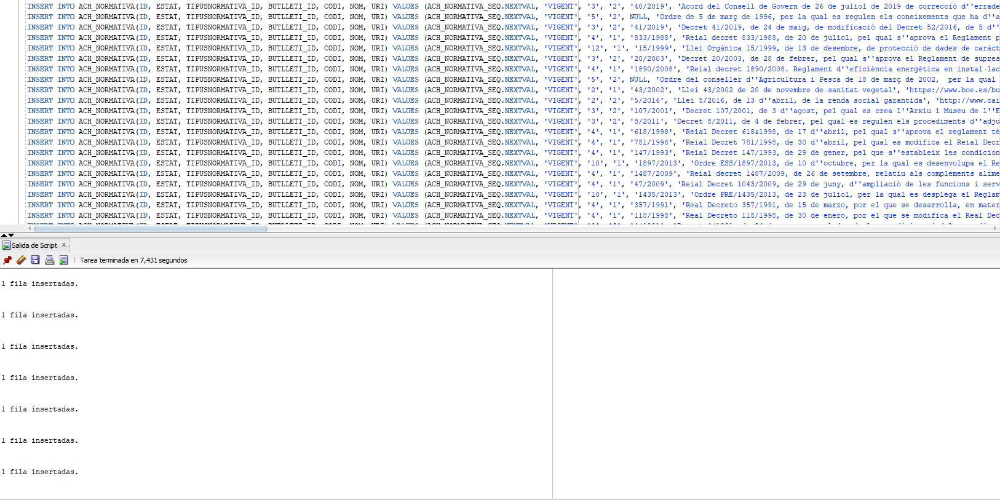 INSERT INTO ACH_NORMATIVA(ID, ESTAT, TIPUSNORMATIVA_ID, BUTLLETI_ID, CODI, NOM, URI) VALUES (ACH_NORMATIVA_SEQ.NEXTVAL, 'VIGENT', '3', '2', '40/2019', 'Acord del Consell de Govern de 26 de juliol de 2019 de correcció d''errade
INSERT INTO ACH_NORMATIVA(ID, ESTAT, TIPUSNORMATIVA_ID, BUTLLETI_ID, CODI, NOM, URI) VALUES (ACH_NORMATIVA_SEQ.NEXTVAL, 'VIGENT', '5', '2', NULL, 'Ordre de 5 de març de 1996, per la qual es regulen els coneixements que ha d''a
INSERT INTO ACH_NORMATIVA(ID, ESTAT, TIPUSNORMATIVA_ID, BUTLLETI_ID, CODI, NOM, URI) VALUES (ACH_NORMATIVA_SEQ.NEXTVAL, 'VIGENT', '3', '2', '41/2019', 'Decret 41/2019, de 24 de maig, de modificació del Decret 52/2016, de 5 d''
INSERT INTO ACH_NORMATIVA(ID, ESTAT, TIPUSNORMATIVA_ID, BUTLLETI_ID, CODI, NOM, URI) VALUES (ACH_NORMATIVA_SEQ.NEXTVAL, 'VIGENT', '4', '1', '833/1988', 'Reial decret 833/1988, de 20 de juliol, pel qual s''aprova el Reglament p
INSERT INTO ACH_NORMATIVA(ID, ESTAT, TIPUSNORMATIVA_ID, BUTLLETI_ID, CODI, NOM, URI) VALUES (ACH_NORMATIVA_SEQ.NEXTVAL, 'VIGENT', '12', '1', '15/1999', 'Llei Orgànica 15/1999, de 13 de desembre, de protecció de dades de caràct
INSERT INTO ACH_NORMATIVA(ID, ESTAT, TIPUSNORMATIVA_ID, BUTLLETI_ID, CODI, NOM, URI) VALUES (ACH_NORMATIVA_SEQ.NEXTVAL, 'VIGENT', '3', '2', '20/2003', 'Decret 20/2003, de 28 de febrer, pel qual s''aprova el Reglament de supres
INSERT INTO ACH_NORMATIVA(ID, ESTAT, TIPUSNORMATIVA_ID, BUTLLETI_ID, CODI, NOM, URI) VALUES (ACH_NORMATIVA_SEQ.NEXTVAL, 'VIGENT', '4', '1', '1890/2008', 'Reial decret 1890/2008. Reglament d''eficiència energètica en instal·lac
INSERT INTO ACH_NORMATIVA(ID, ESTAT, TIPUSNORMATIVA_ID, BUTLLETI_ID, CODI, NOM, URI) VALUES (ACH_NORMATIVA_SEQ.NEXTVAL, 'VIGENT', '5', '2', NULL, 'Ordre del conseller d''Agricultura i Pesca de 18 de març de 2002,  per la qual
INSERT INTO ACH_NORMATIVA(ID, ESTAT, TIPUSNORMATIVA_ID, BUTLLETI_ID, CODI, NOM, URI) VALUES (ACH_NORMATIVA_SEQ.NEXTVAL, 'VIGENT', '2', '1', '43/2002', 'Llei 43/2002 de 20 de novembre de sanitat vegetal', 'https://www.boe.es/bu
INSERT INTO ACH_NORMATIVA(ID, ESTAT, TIPUSNORMATIVA_ID, BUTLLETI_ID, CODI, NOM, URI) VALUES (ACH_NORMATIVA_SEQ.NEXTVAL, 'VIGENT', '2', '2', '5/2016', 'Llei 5/2016, de 13 d''abril, de la renda social garantida', 'http://www.cai
INSERT INTO ACH_NORMATIVA(ID, ESTAT, TIPUSNORMATIVA_ID, BUTLLETI_ID, CODI, NOM, URI) VALUES (ACH_NORMATIVA_SEQ.NEXTVAL, 'VIGENT', '3', '2', '107/2001', 'Decret 107/2001, de 3 d''agost, pel qual es crea l''Arxiu i Museu de l''E
INSERT INTO ACH_NORMATIVA(ID, ESTAT, TIPUSNORMATIVA_ID, BUTLLETI_ID, CODI, NOM, URI) VALUES (ACH_NORMATIVA_SEQ.NEXTVAL, 'VIGENT', '3', '2', '8/2011', 'Decret 8/2011, de 4 de febrer, pel qual es regulen els procediments d''adju
INSERT INTO ACH_NORMATIVA(ID, ESTAT, TIPUSNORMATIVA_ID, BUTLLETI_ID, CODI, NOM, URI) VALUES (ACH_NORMATIVA_SEQ.NEXTVAL, 'VIGENT', '4', '1', '618/1998', 'Reial Decret 618&1998, de 17 d''abril, pel qual s''aprova el reglament tè
INSERT INTO ACH_NORMATIVA(ID, ESTAT, TIPUSNORMATIVA_ID, BUTLLETI_ID, CODI, NOM, URI) VALUES (ACH_NORMATIVA_SEQ.NEXTVAL, 'VIGENT', '4', '1', '781/1998', 'Reial Decret 781/1998, de 30 d''abril, pel qual es modifica el Reial Decr
INSERT INTO ACH_NORMATIVA(ID, ESTAT, TIPUSNORMATIVA_ID, BUTLLETI_ID, CODI, NOM, URI) VALUES (ACH_NORMATIVA_SEQ.NEXTVAL, 'VIGENT', '4', '1', '147/1993', 'Reial Decret 147/1993, de 29 de gener, pel que s''estableix les condicion
INSERT INTO ACH_NORMATIVA(ID, ESTAT, TIPUSNORMATIVA_ID, BUTLLETI_ID, CODI, NOM, URI) VALUES (ACH_NORMATIVA_SEQ.NEXTVAL, 'VIGENT', '10', '1', '1897/2013', 'Ordre ESS/1897/2013, de 10 d''octubre, per la qual es desenvolupa el Re
INSERT INTO ACH_NORMATIVA(ID, ESTAT, TIPUSNORMATIVA_ID, BUTLLETI_ID, CODI, NOM, URI) VALUES (ACH_NORMATIVA_SEQ.NEXTVAL, 'VIGENT', '4', '1', '1487/2009', 'Reial decret 1487/2009, de 26 de setembre, relatiu als complements alime
INSERT INTO ACH_NORMATIVA(ID, ESTAT, TIPUSNORMATIVA_ID, BUTLLETI_ID, CODI, NOM, URI) VALUES (ACH_NORMATIVA_SEQ.NEXTVAL, 'VIGENT', '4', '1', '47/2009', 'Reial Decret 1043/2009, de 29 de juny, d''ampliació de les funcions i serv
INSERT INTO ACH_NORMATIVA(ID, ESTAT, TIPUSNORMATIVA_ID, BUTLLETI_ID, CODI, NOM, URI) VALUES (ACH_NORMATIVA_SEQ.NEXTVAL, 'VIGENT', '10', '1', '1435/2013', 'Ordre PRE/1435/2013, de 23 de juliol, per la qual es desplega el Reglam
INSERT INTO ACH_NORMATIVA(ID, ESTAT, TIPUSNORMATIVA_ID, BUTLLETI_ID, CODI, NOM, URI) VALUES (ACH_NORMATIVA_SEQ.NEXTVAL, 'VIGENT', '4', '1', '357/1991', 'Real Decreto 357/1991, de 15 de marzo, por el que se desarrolla, en mater
INSERT INTO ACH_NORMATIVA(ID, ESTAT, TIPUSNORMATIVA_ID, BUTLLETI_ID, CODI, NOM, URI) VALUES (ACH_NORMATIVA_SEQ.NEXTVAL, 'VIGENT', '4', '1', '118/1998', 'Real Decreto 118/1998, de 30 de enero, por el que se modifica el Real Dec
Salida de Script x
Tarea terminada en 7,431 segundos
1 fila insertadas.
1 fila insertadas.
1 fila insertadas.
1 fila insertadas.
1 fila insertadas.
1 fila insertadas.
1 fila insertadas.